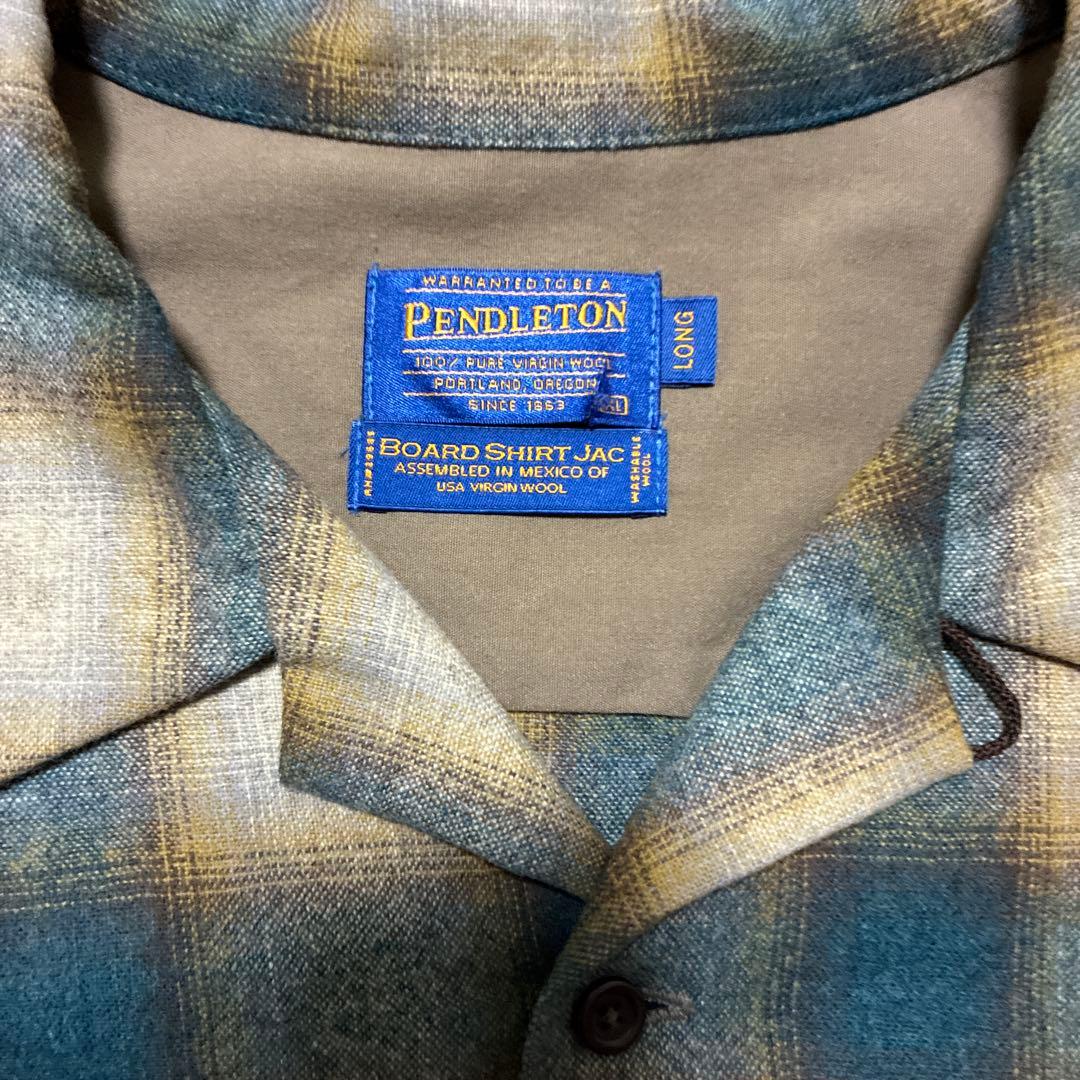 WARRANTED TO BE A
PENDLETON
100% PURE VIRGIN WOOL
PORTLAND, OREGON
SINCE 1863
XXL
LONG
BOARD SHIRT JAC
ASSEMBLED IN MEXICO OF
USA VIRGIN WOOL
WASHABLE
WOOL